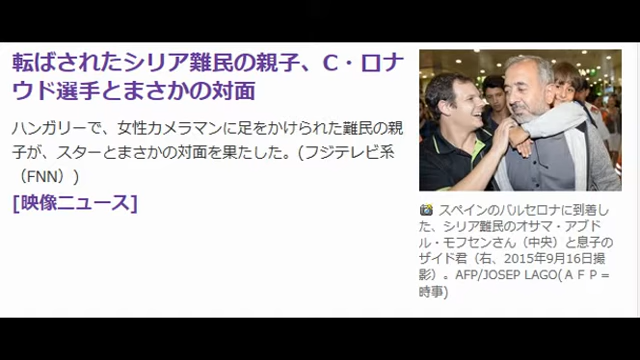 転ばされたシリア難民の親子、C・ロナ
ウド選手とまさかの対面
ハンガリーで、女性カメラマンに足をかけられた難民の親
子が、スターとまさかの対面を果たした。(フジテレビ系
（FNN）)
[映像ニュース]
スペインのバルセロナに到着し
た、シリア難民のオサマ・アブド
ル・モフセンさん（中央）と息子の
ザイド君（右、2015年9月16日撮
影）。AFP/JOSEP LAGO(ＡＦＰ＝
時事)